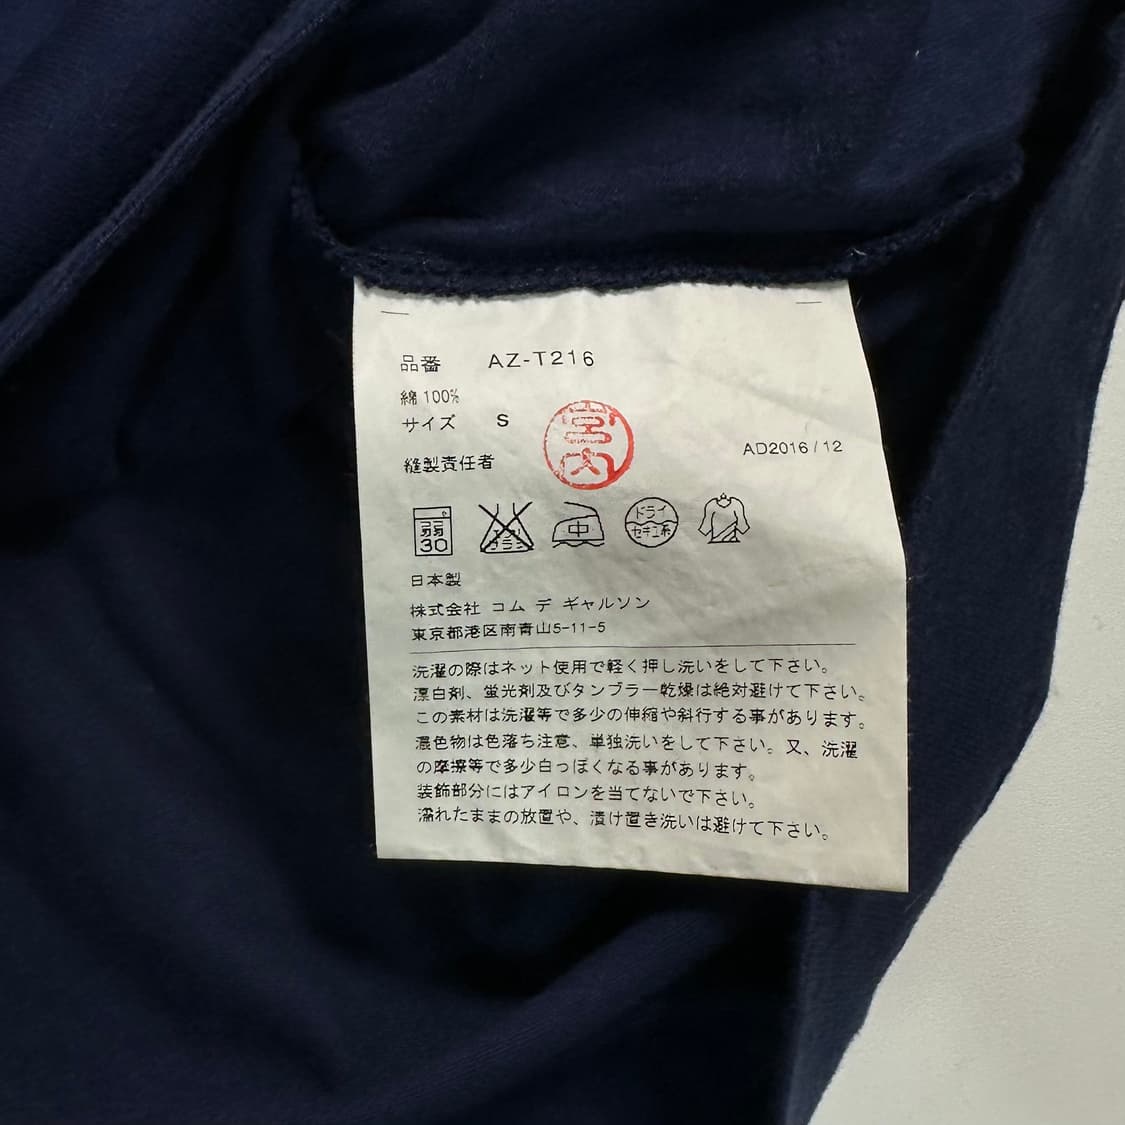 品番 AZ-T216
綿 100%
サイズ S
宮内
AD2016/12
縫製責任者
弱 30
エンソ サラシ
中
ドライ セキユ系
日本製
株式会社 コム デ ギャルソン
東京都港区南青山5-11-5
洗濯の際はネット使用で軽く押し洗いをして下さい。
漂白剤、蛍光剤及びタンブラー乾燥は絶対避けて下さい。
この素材は洗濯等で多少の伸縮や斜行する事があります。
濃色物は色落ち注意、単独洗いをして下さい。又、洗濯
の摩擦等で多少白っぽくなる事があります。
装飾部分にはアイロンを当てないで下さい。
濡れたままの放置や、漬け置き洗いは避けて下さい。